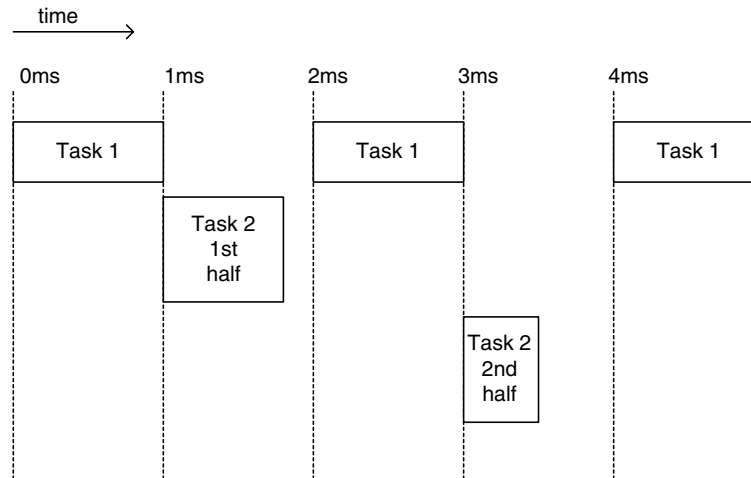 time
0ms 1ms 2ms 3ms 4ms
Task 1 Task 1 Task 1
Task 2
1st
half
Task 2
2nd
half